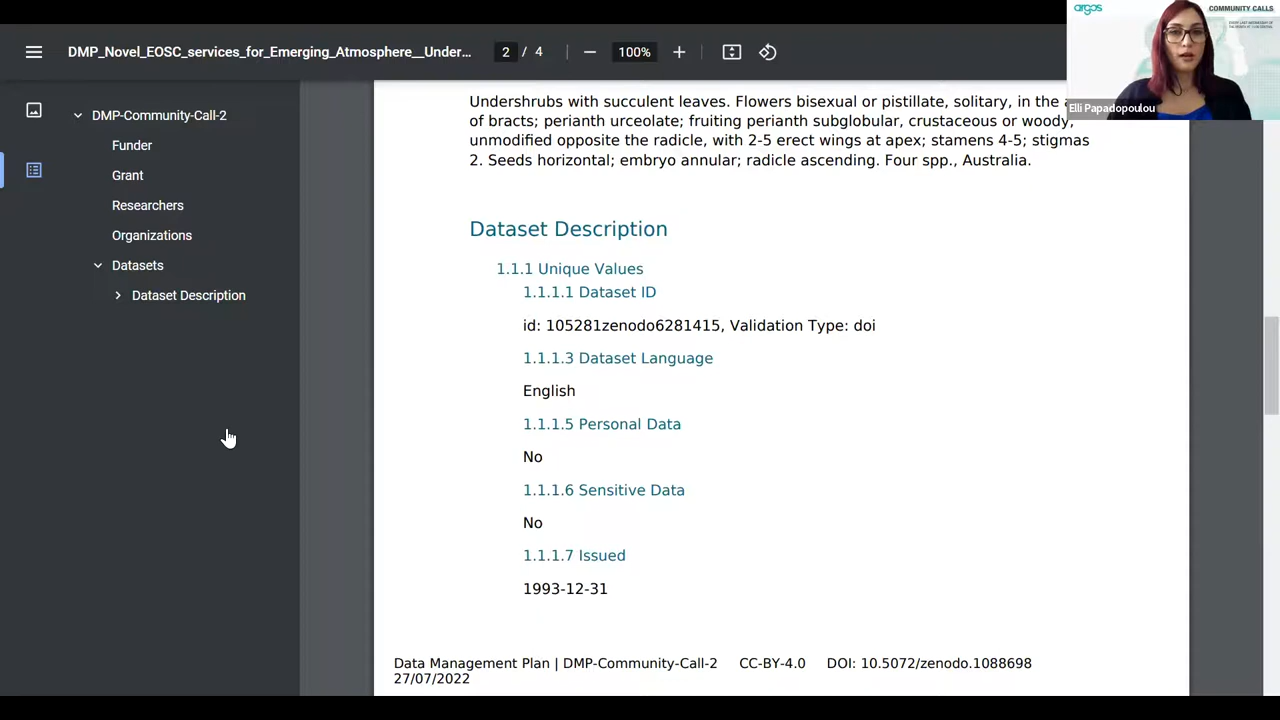 argos
COMMUNITY CALLS
Elli Papadopoulou
DMP_Novel_EOSC_services_for_Emerging_Atmosphere__Under...
2 / 4
100%
DMP-Community-Call-2
Funder
Grant
Researchers
Organizations
Datasets
Dataset Description
Undershrubs with succulent leaves. Flowers bisexual or pistillate, solitary, in the
of bracts; perianth urceolate; fruiting perianth subglobular, crustaceous or woody,
unmodified opposite the radicle, with 2-5 erect wings at apex; stamens 4-5; stigmas
2. Seeds horizontal; embryo annular; radicle ascending. Four spp., Australia.
Dataset Description
1.1.1 Unique Values
1.1.1.1 Dataset ID
id: 105281zenodo6281415, Validation Type: doi
1.1.1.3 Dataset Language
English
1.1.1.5 Personal Data
No
1.1.1.6 Sensitive Data
No
1.1.1.7 Issued
1993-12-31
Data Management Plan | DMP-Community-Call-2 CC-BY-4.0 DOI: 10.5072/zenodo.1088698
27/07/2022